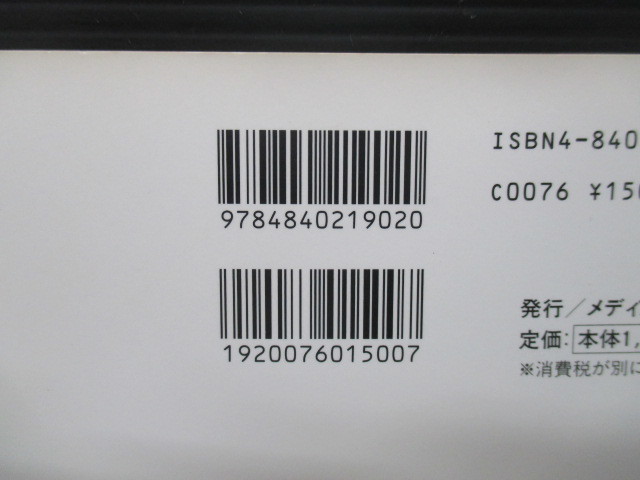 9784840219020
1920076015007
ISBN4-840
C0076 ¥150
発行／メディ
定価: 本体1,
※消費税が別に